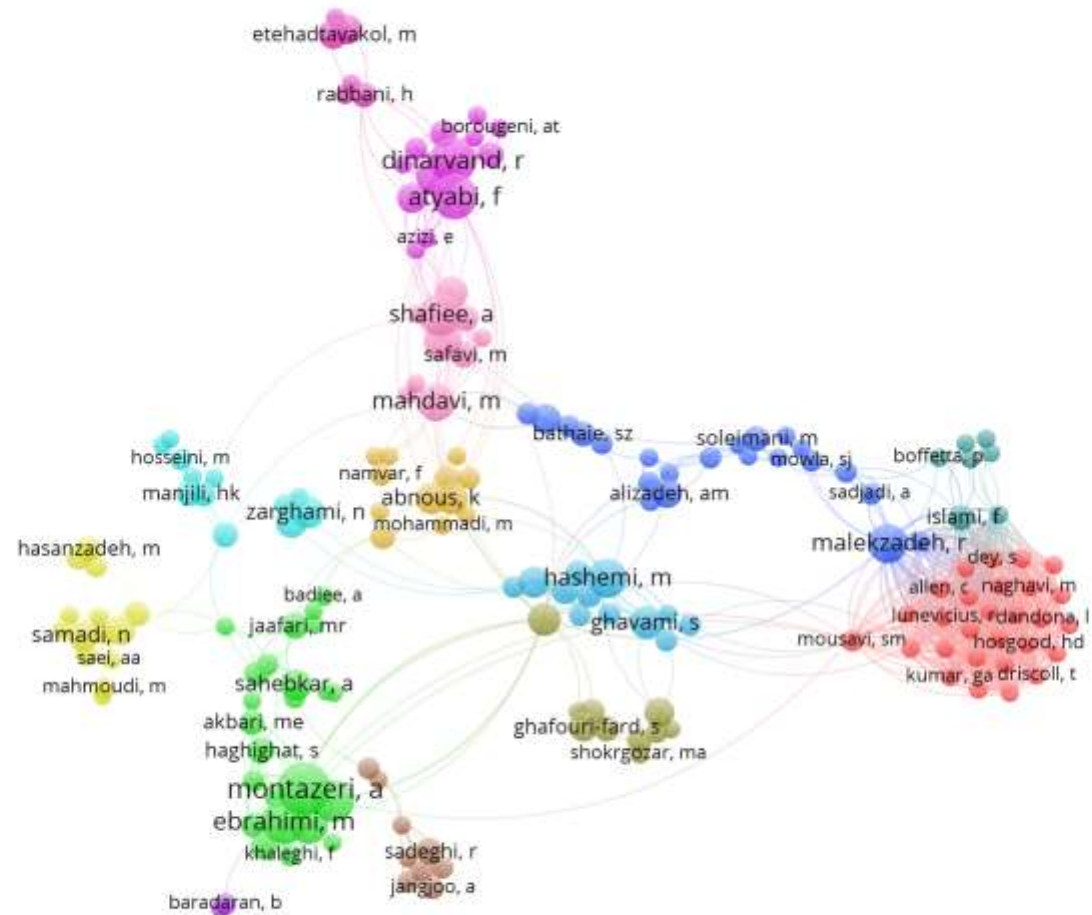 etehadtavakol, m
rabbani, h
borougeni, at
dinarvand, r
atyabi, f
azizi, e
shafiee, a
safavi, m
mahdavi, m
bathaie, sz
soleimani, m
mowla, sj
boffetta, p
hosseini, m
namvar, f
manjili, hk
abnous, k
alizadeh, am
sadjadi, a
zarghami, n
mohammadi, m
islami, f
hasanzadeh, m
malekzadeh, r
dey, s
hashemi, m
allen, c
naghavi, m
badiee, a
lunevicius, r
dandona, l
jaafari, mr
ghavami, s
samadi, n
mousavi, sm
hosgood, hd
saei, aa
mahmoudi, m
sahebkar, a
kumar, ga
driscoll, t
akbari, me
ghafouri-fard, s
haghighat, s
shokrgozar, ma
montazeri, a
ebrahimi, m
khaleghi, f
sadeghi, r
jangjoo, a
baradaran, b